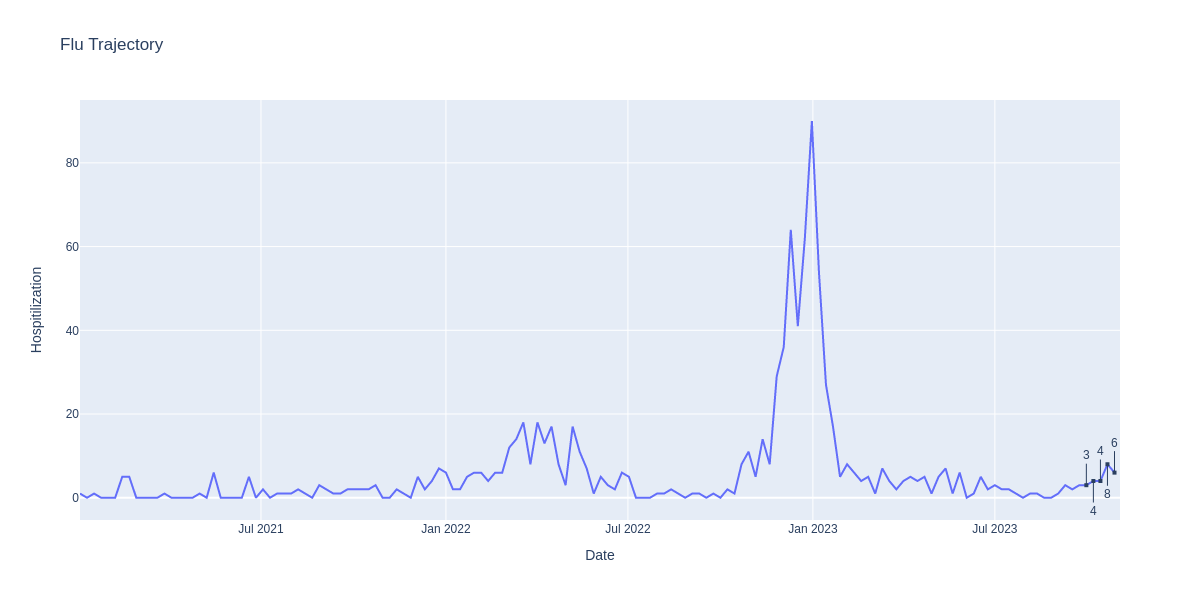 Flu Trajectory
Hospitilization
80
60
40
20
0
3
4
4
8
6
Jul 2021
Jan 2022
Jul 2022
Jan 2023
Jul 2023
Date